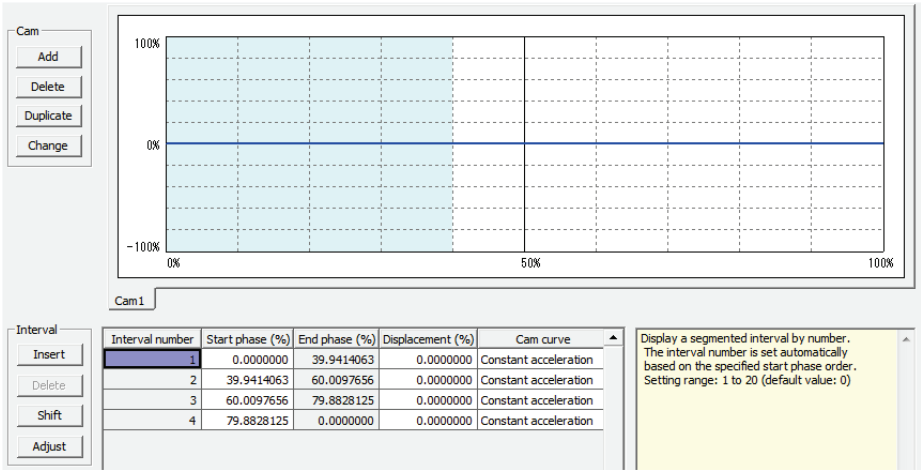 Cam
Add
Delete
Duplicate
Change
100%
0%
-100%
0%
50%
100%
Cam1
Interval
Insert
Delete
Shift
Adjust
Interval number Start phase (%) End phase (%) Displacement (%) Cam curve
1 0.0000000 39.9414063 0.0000000 Constant acceleration
2 39.9414063 60.0097656 0.0000000 Constant acceleration
3 60.0097656 79.8828125 0.0000000 Constant acceleration
4 79.8828125 0.0000000 0.0000000 Constant acceleration
Display a segmented interval by number.
The interval number is set automatically
based on the specified start phase order.
Setting range: 1 to 20 (default value: 0)